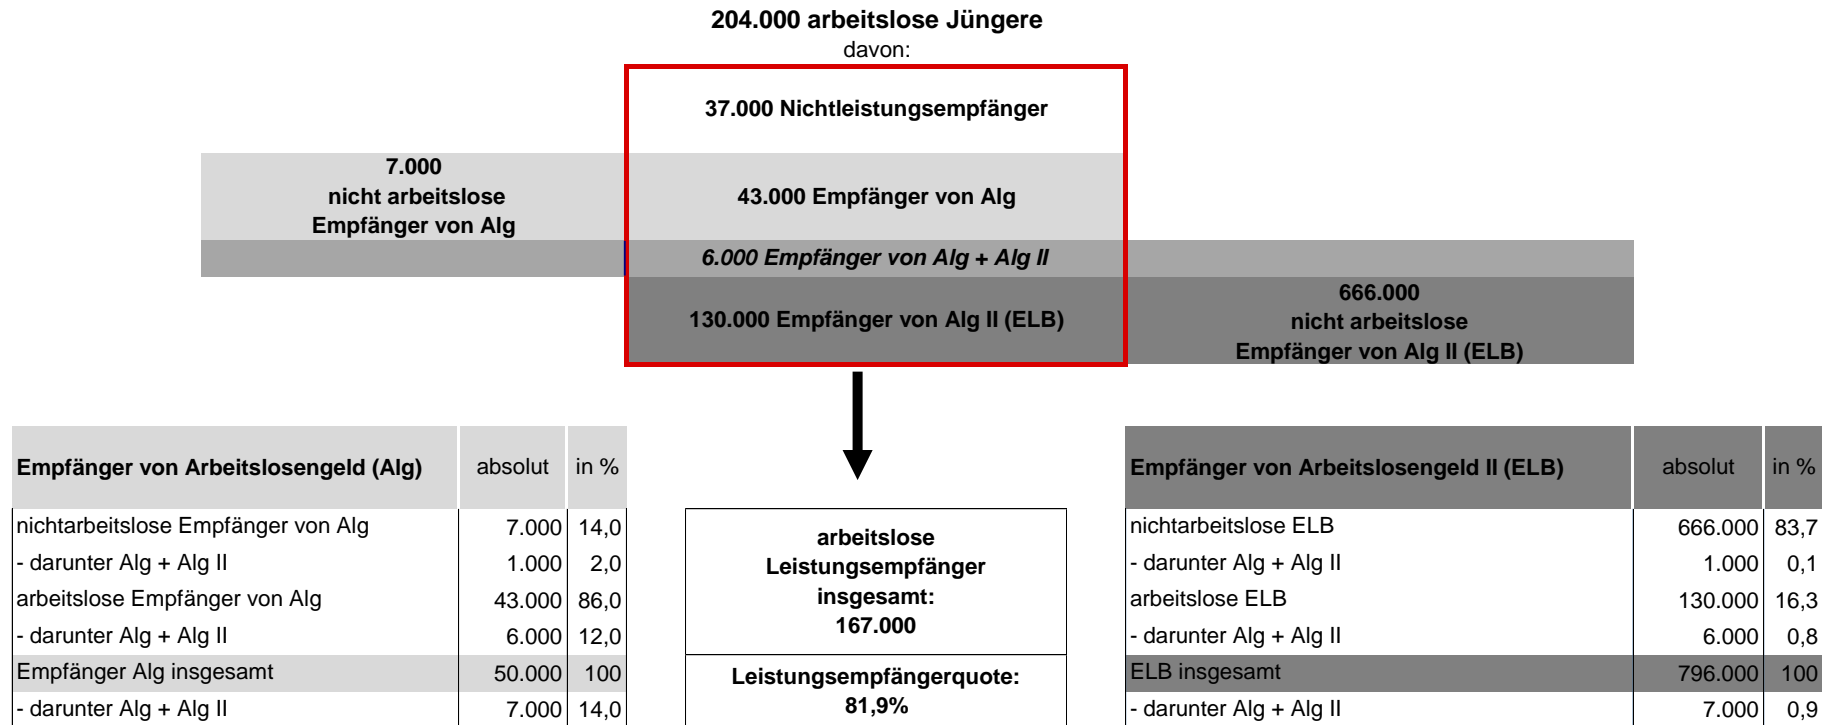 204.000 arbeitslose Jüngere
davon:
37.000 Nichtleistungsempfänger
7.000
nicht arbeitslose
Empfänger von Alg
43.000 Empfänger von Alg
6.000 Empfänger von Alg + Alg II
130.000 Empfänger von Alg II (ELB)
666.000
nicht arbeitslose
Empfänger von Alg II (ELB)
Empfänger von Arbeitslosengeld (Alg) absolut in %
nichtarbeitslose Empfänger von Alg 7.000 14,0
- darunter Alg + Alg II 1.000 2,0
arbeitslose Empfänger von Alg 43.000 86,0
- darunter Alg + Alg II 6.000 12,0
Empfänger Alg insgesamt 50.000 100
- darunter Alg + Alg II 7.000 14,0
arbeitslose
Leistungsempfänger
insgesamt:
167.000
Leistungsempfängerquote:
81,9%
Empfänger von Arbeitslosengeld II (ELB) absolut in %
nichtarbeitslose ELB 666.000 83,7
- darunter Alg + Alg II 1.000 0,1
arbeitslose ELB 130.000 16,3
- darunter Alg + Alg II 6.000 0,8
ELB insgesamt 796.000 100
- darunter Alg + Alg II 7.000 0,9